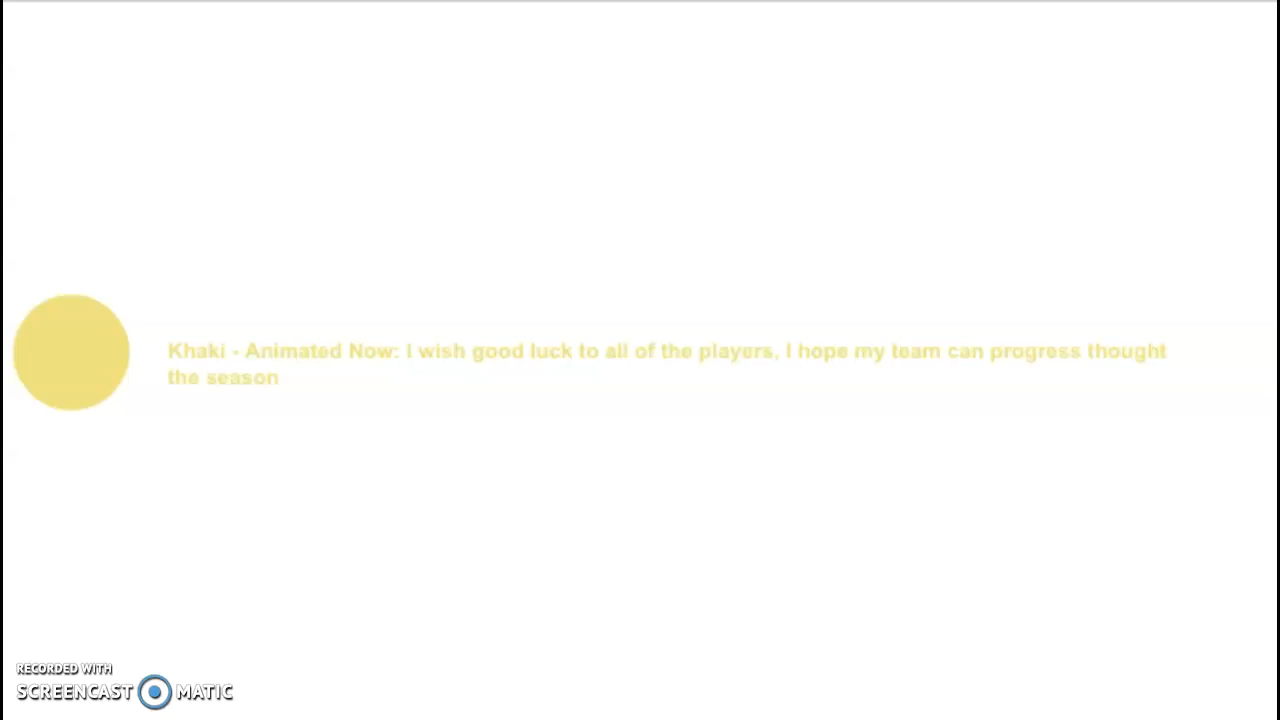 Khaki - Animated Now: I wish good luck to all of the players, I hope my team can progress thought
the season
RECORDED WITH
SCREENCAST MATIC